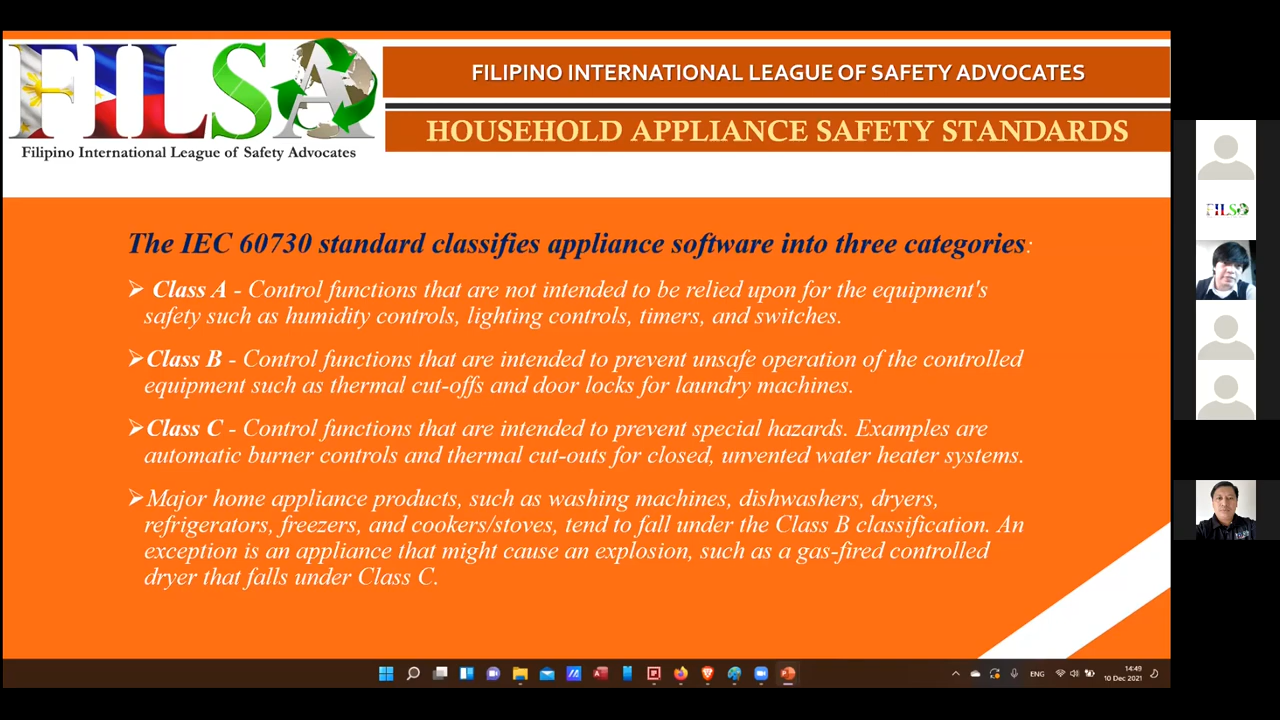 FILSA
Filipino International League of Safety Advocates
FILIPINO INTERNATIONAL LEAGUE OF SAFETY ADVOCATES
HOUSEHOLD APPLIANCE SAFETY STANDARDS
The IEC 60730 standard classifies appliance software into three categories:
Class A - Control functions that are not intended to be relied upon for the equipment's
safety such as humidity controls, lighting controls, timers, and switches.
Class B - Control functions that are intended to prevent unsafe operation of the controlled
equipment such as thermal cut-offs and door locks for laundry machines.
Class C - Control functions that are intended to prevent special hazards. Examples are
automatic burner controls and thermal cut-outs for closed, unvented water heater systems.
Major home appliance products, such as washing machines, dishwashers, dryers,
refrigerators, freezers, and cookers/stoves, tend to fall under the Class B classification. An
exception is an appliance that might cause an explosion, such as a gas-fired controlled
dryer that falls under Class C.
FILSA
ENG
14:49
10 Dec 2021